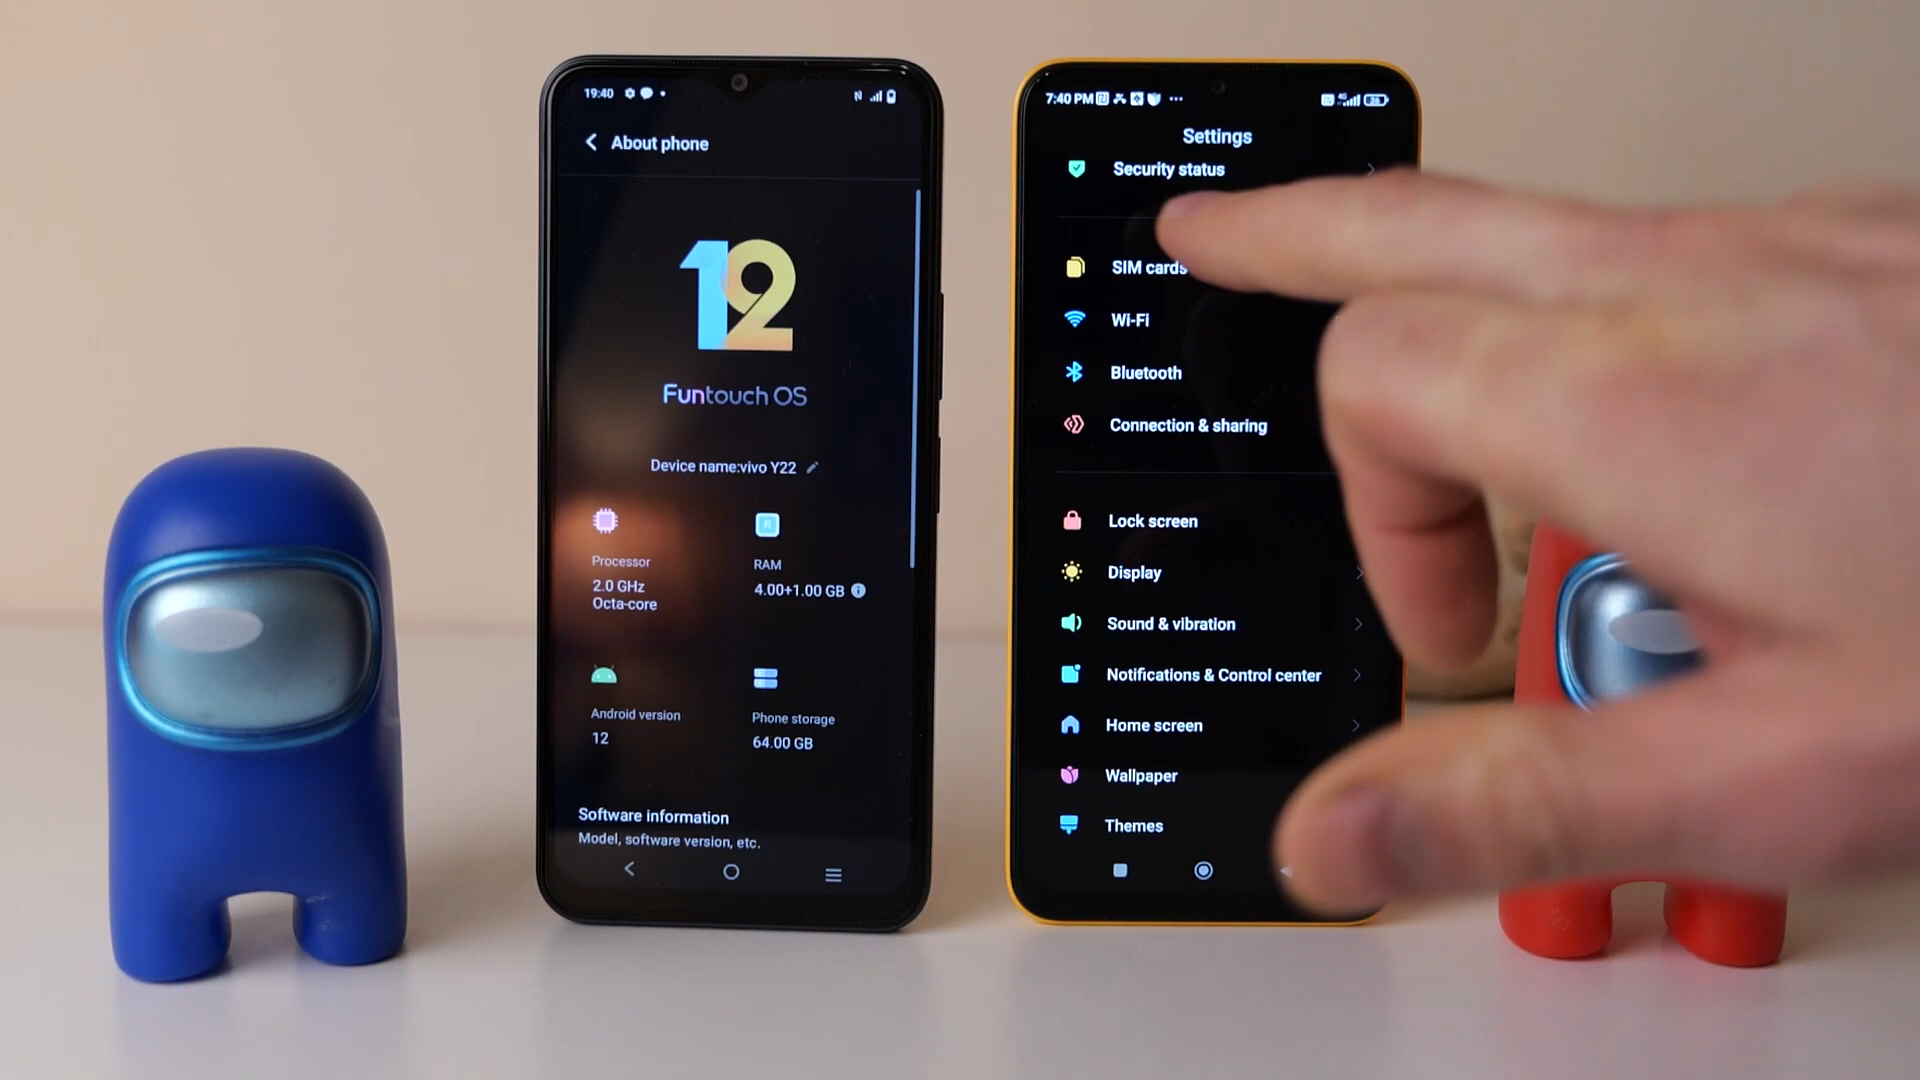 19:40
About phone
12
Funtouch OS
Device name:vivo Y22
Processor
2.0 GHz
Octa-core
R
RAM
4.00+1.00 GB
Android version
12
Phone storage
64.00 GB
Software information
Model, software version, etc.
7:40 PM
4G
36
Settings
Security status
SIM cards
Wi-Fi
Bluetooth
Connection & sharing
Lock screen
Display
Sound & vibration
Notifications & Control center
Home screen
Wallpaper
Themes